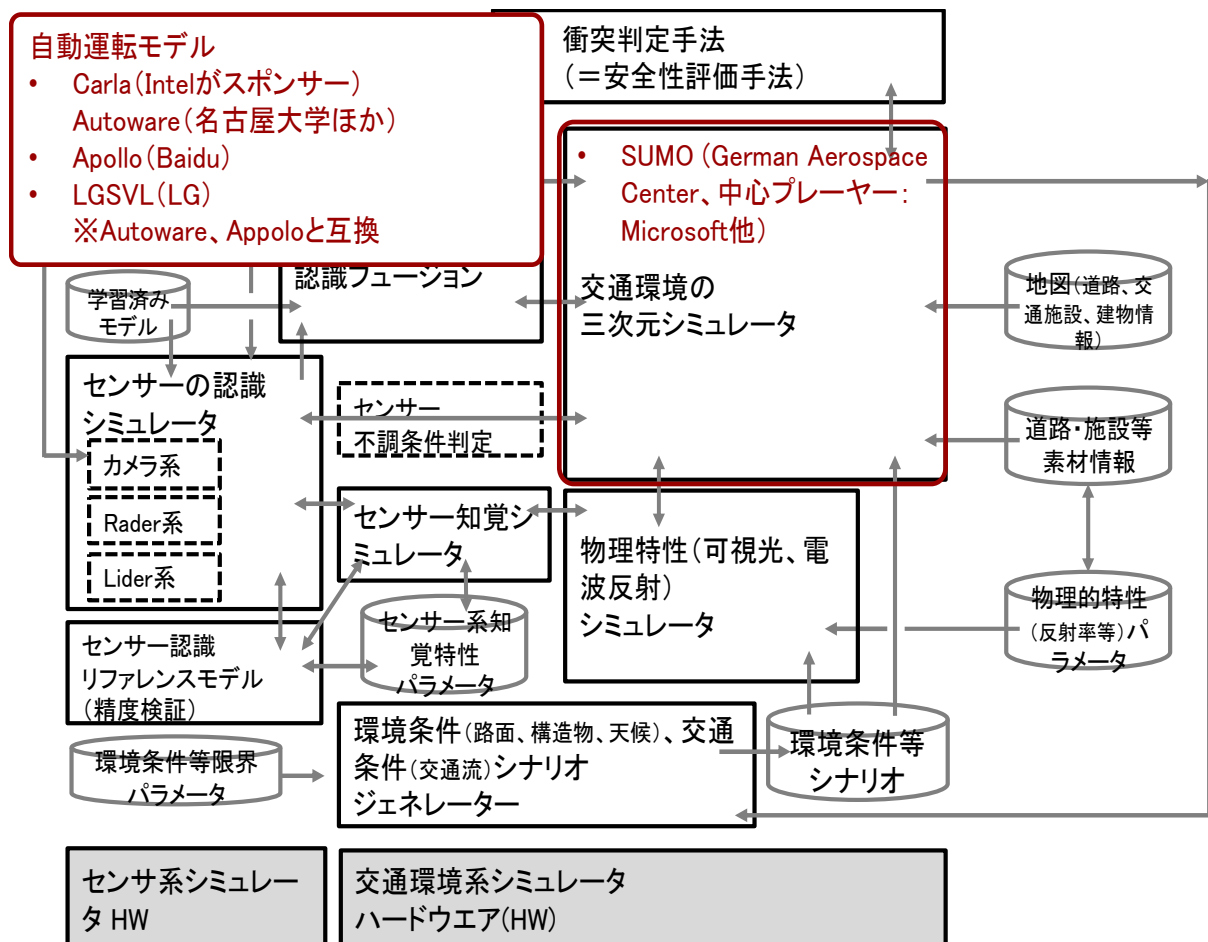 自動運転モデル
• Carla(Intelがスポンサー)
Autoware(名古屋大学ほか)
• Apollo(Baidu)
• LGSVL(LG)
※Autoware、Appoloと互換
衝突判定手法
(=安全性評価手法)
• SUMO (German Aerospace
Center、中心プレーヤー:
Microsoft他)
交通環境の
三次元シミュレータ
認識フュージョン
学習済み
モデル
地図(道路、交
通施設、建物情
報)
センサーの認識
シミュレータ
カメラ系
Rader系
Lider系
センサー
不調条件判定
道路・施設等
素材情報
センサー知覚シ
ミュレータ
物理特性(可視光、電
波反射)
シミュレータ
物理的特性
(反射率等)パ
ラメータ
センサー系知
覚特性
パラメータ
センサー認識
リファレンスモデル
(精度検証)
環境条件等限界
パラメータ
環境条件(路面、構造物、天候)、交通
条件(交通流)シナリオ
ジェネレーター
環境条件等
シナリオ
センサ系シミュレー
タ HW
交通環境系シミュレータ
ハードウエア(HW)